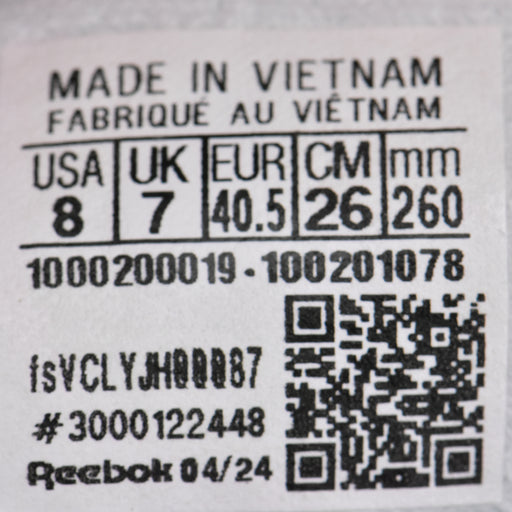 MADE IN VIETNAM
FABRIQUÉ AU VIÊTNAM
USA UK EUR CM mm
8 7 40.5 26 260
1000200019-100201078
#3000122448
Reebok 04/24